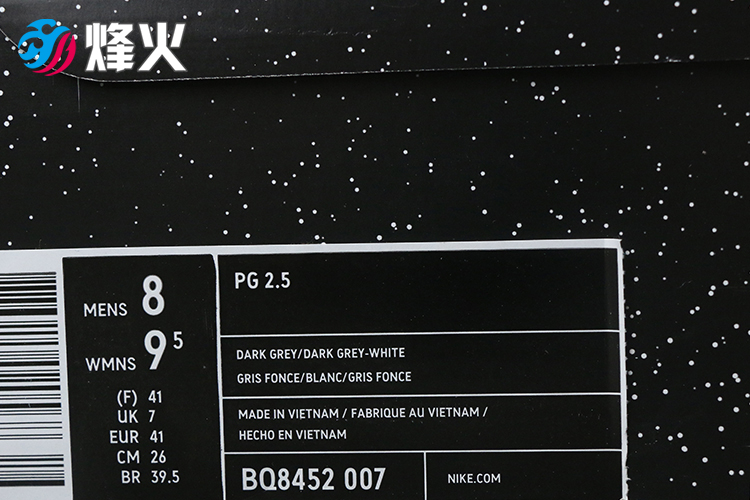 烽火
MENS 8
WMNS 9 5
(F) 41
UK 7
EUR 41
CM 26
BR 39.5
PG 2.5
DARK GREY/DARK GREY-WHITE
GRIS FONCE/BLANC/GRIS FONCE
MADE IN VIETNAM / FABRIQUE AU VIETNAM /
HECHO EN VIETNAM
BQ8452 007
NIKE.COM